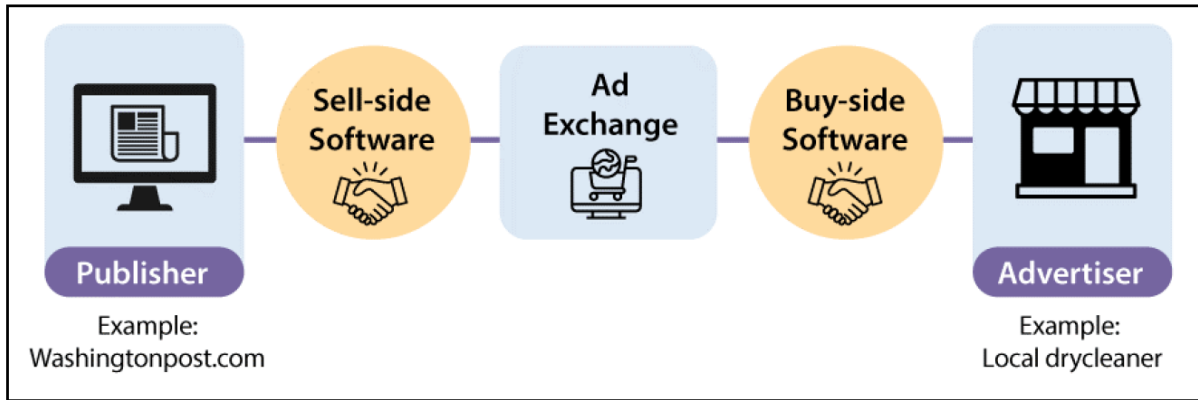 Sell-side
Software
Ad
Exchange
Buy-side
Software
Publisher
Advertiser
Example:
Washingtonpost.com
Example:
Local drycleaner